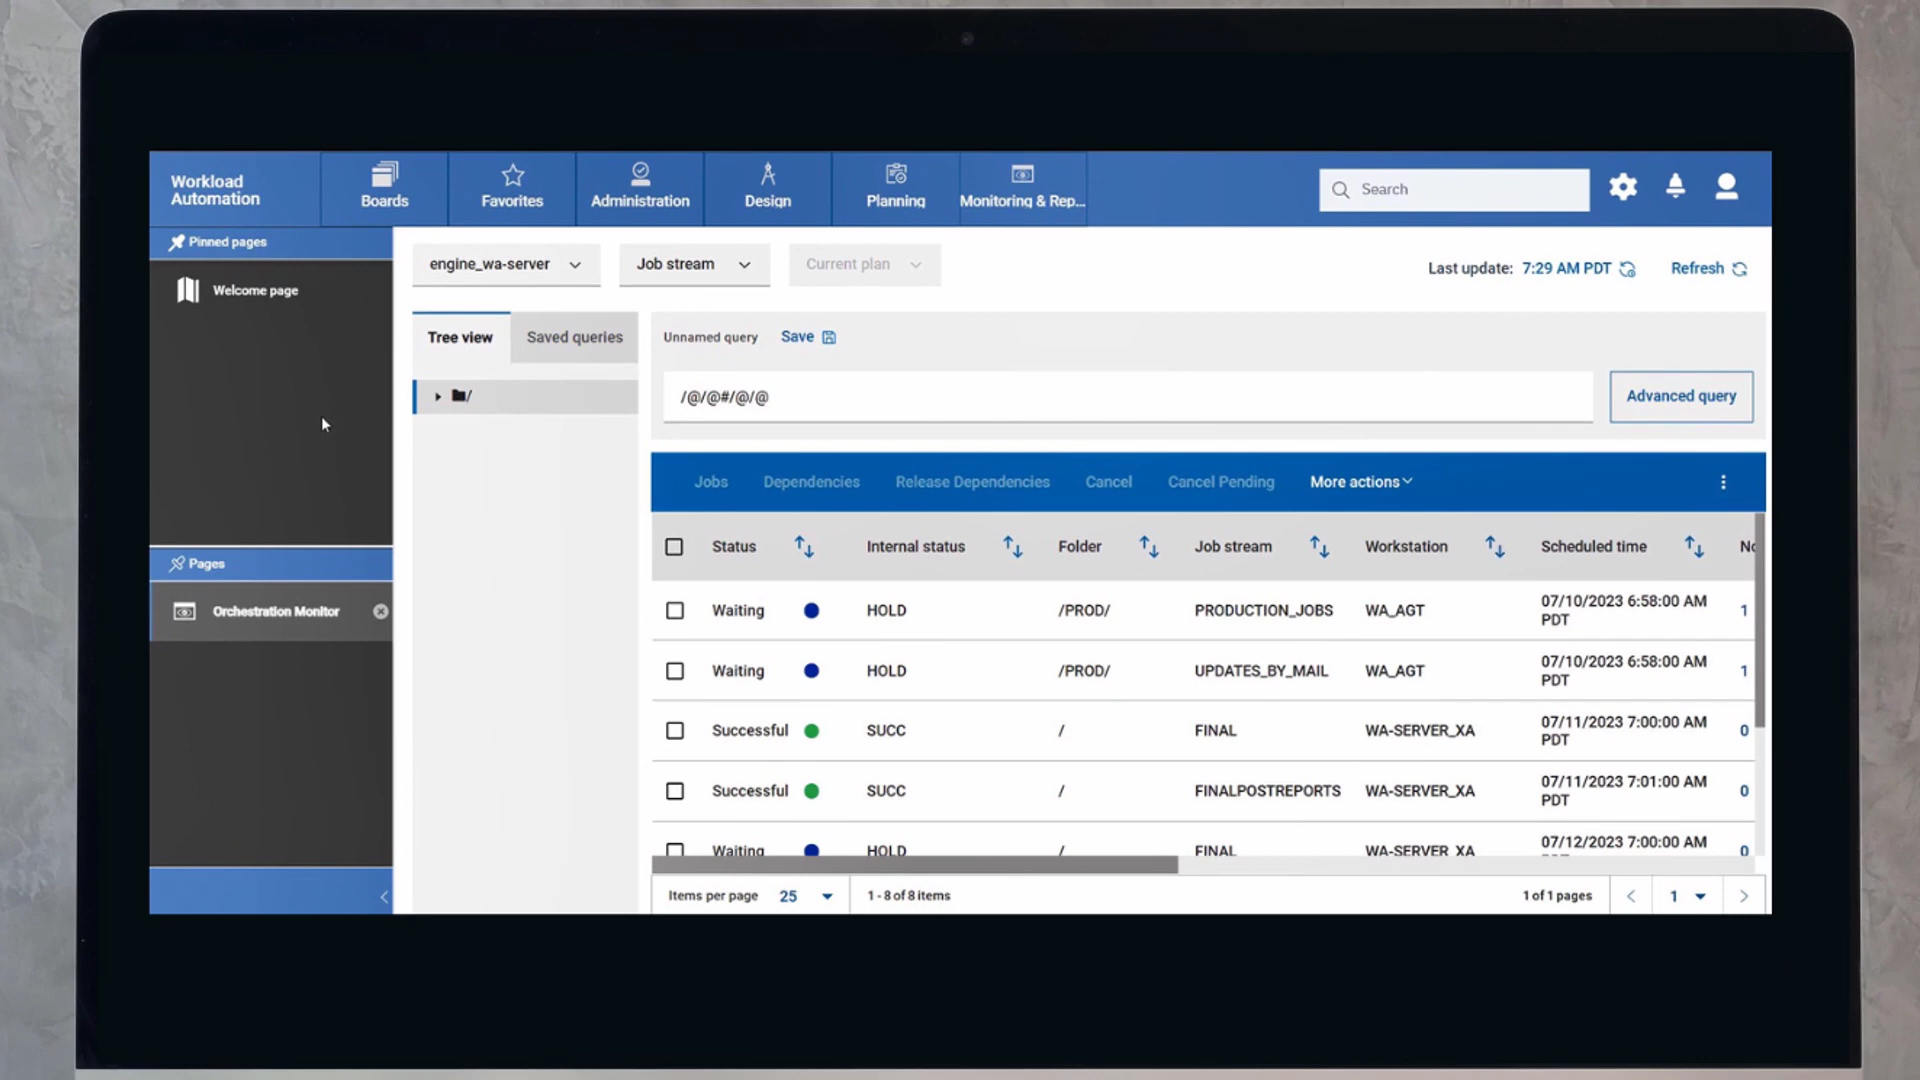 Workload
Automation
Boards
Favorites
Administration
Design
Planning
Monitoring & Rep...
Search
Pinned pages
Welcome page
Pages
Orchestration Monitor
engine_wa-server
Job stream
Current plan
Last update: 7:29 AM PDT
Refresh
Tree view
Saved queries
/
Unnamed query
Save
/@/@#/@/@
Advanced query
Jobs
Dependencies
Release Dependencies
Cancel
Cancel Pending
More actions
Status
Internal status
Folder
Job stream
Workstation
Scheduled time
Waiting HOLD /PROD/ PRODUCTION_JOBS WA_AGT 07/10/2023 6:58:00 AM PDT 1
Waiting HOLD /PROD/ UPDATES_BY_MAIL WA_AGT 07/10/2023 6:58:00 AM PDT 1
Successful SUCC / FINAL WA-SERVER_XA 07/11/2023 7:00:00 AM PDT 0
Successful SUCC / FINALPOSTREPORTS WA-SERVER_XA 07/11/2023 7:01:00 AM PDT 0
Waiting HOLD / FINAL WA-SERVER_XA 07/12/2023 7:00:00 AM 0
Items per page 25
1 - 8 of 8 items
1 of 1 pages
1